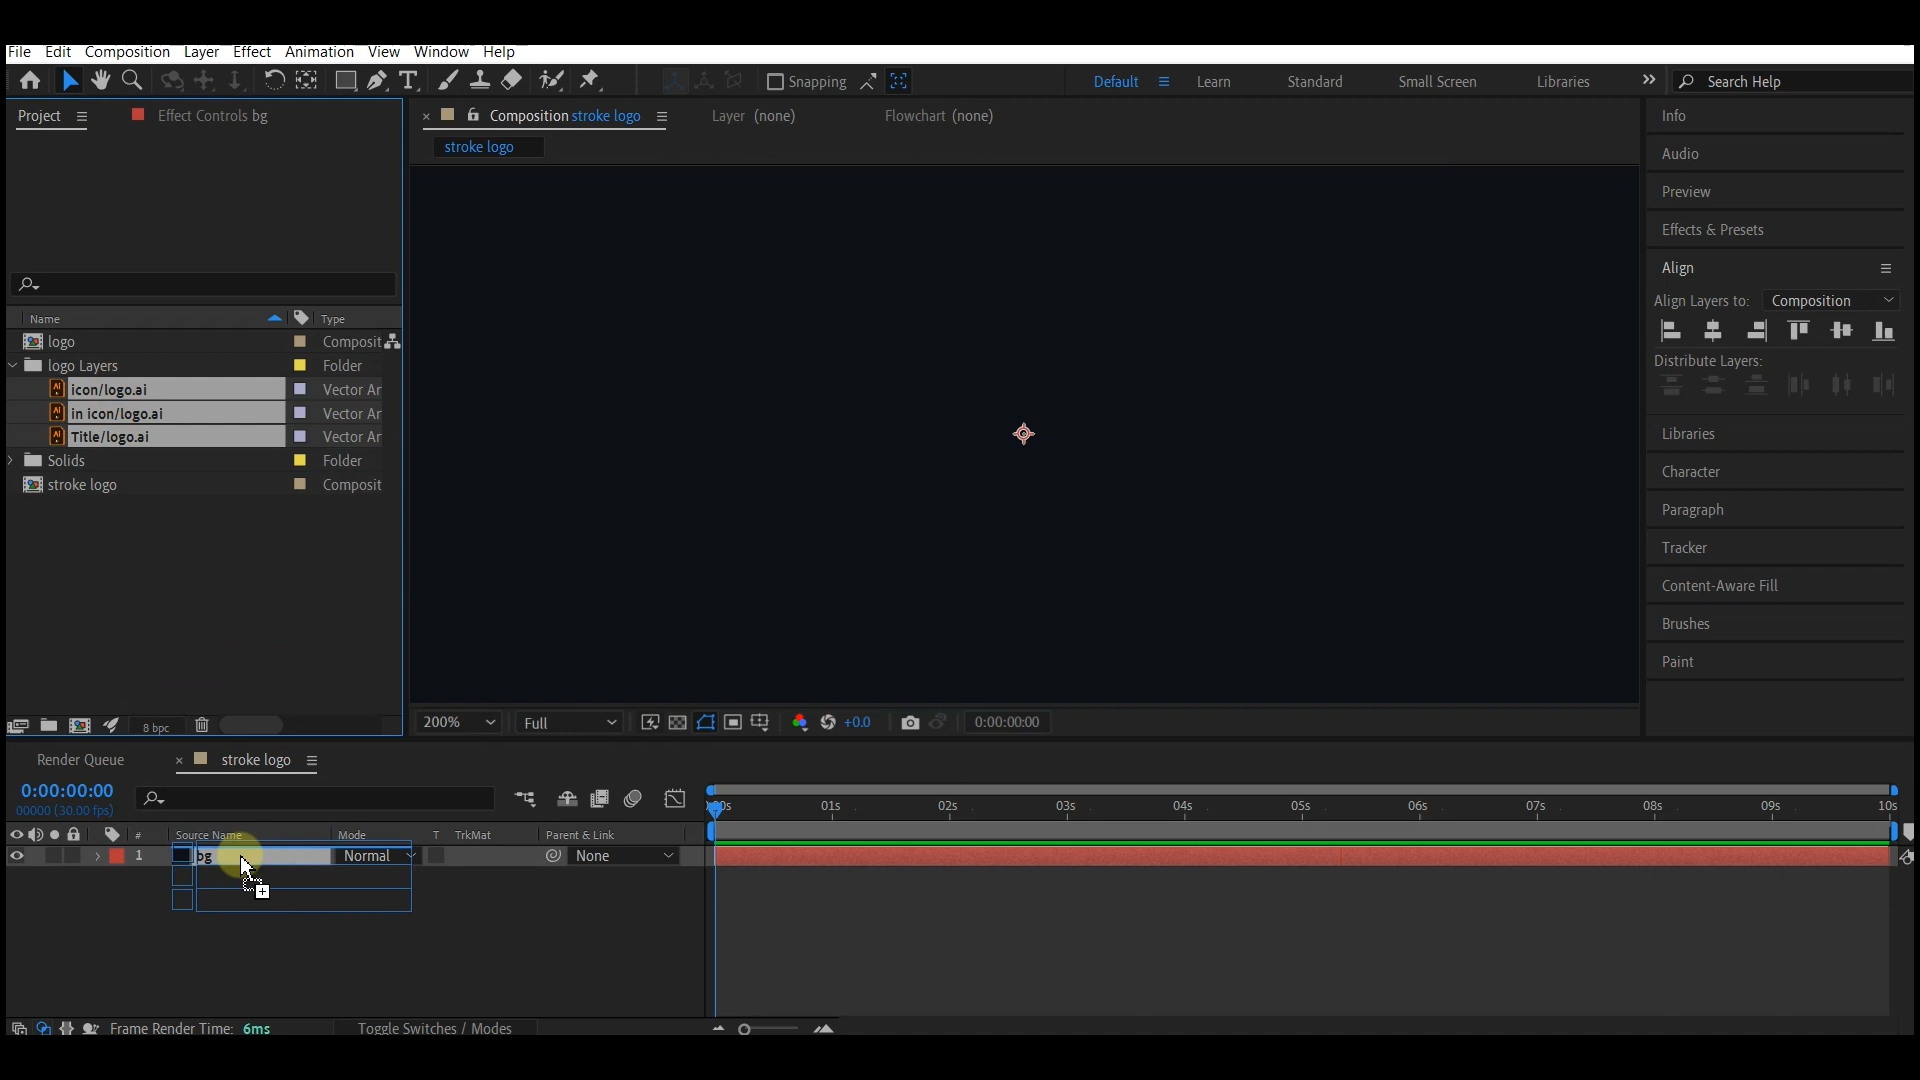 File Edit Composition Layer Effect Animation View Window Help
Snapping Default Learn Standard Small Screen Libraries Search Help
Project Effect Controls bg Composition stroke logo Layer (none) Flowchart (none) Info
stroke logo
Audio
Preview
Effects & Presets
Align
Align Layers to: Composition
Name Type
logo Composit
Distribute Layers:
logo Layers Folder
icon/logo.ai Vector Ar
in icon/logo.ai Vector Ar
Title/logo.ai Vector Ar
Libraries
Solids Folder
Character
stroke logo Composit
Paragraph
Tracker
Content-Aware Fill
Brushes
Paint
8 bpc 200% Full +0.0 0:00:00:00
Render Queue stroke logo
0:00:00:00
00000 (30.00 fps)
01s 02s 03s 04s 05s 06s 07s 08s 09s 10s
# Source Name Mode T TrkMat Parent & Link
1 bg Normal None
Frame Render Time: 6ms Toggle Switches / Modes